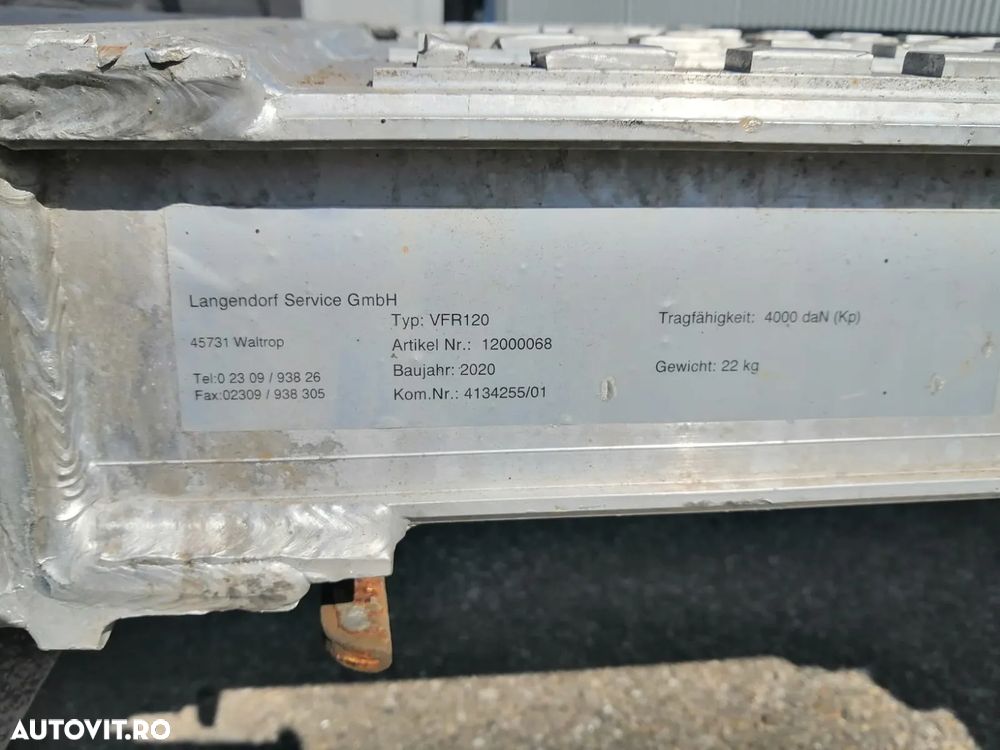 Langendorf Service GmbH
45731 Waltrop
Tel:0 23 09 / 938 26
Fax:02309 / 938 305
Typ: VFR120
Artikel Nr.: 12000068
Baujahr: 2020
Kom.Nr.: 4134255/01
Tragfähigkeit: 4000 daN (Kp)
Gewicht: 22 kg
AUTOVIT.RO